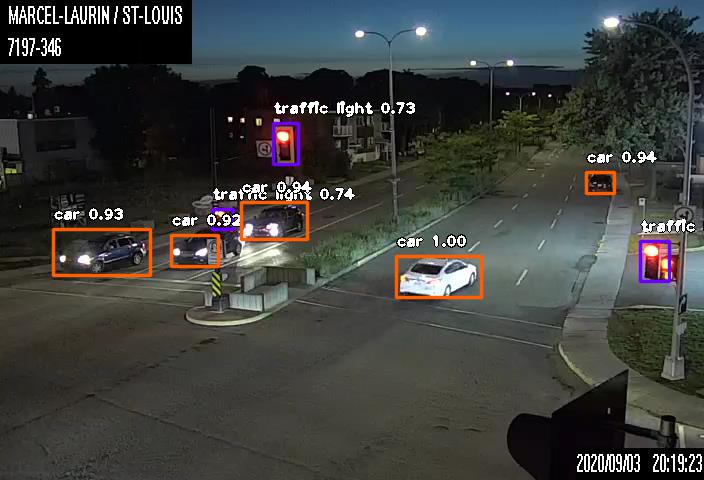 MARCEL-LAURIN / ST-LOUIS
7197-346
traffic light 0.73
car 0.94
car 0.94
traffic light 0.74
car 0.93
car 0.92
traffic
car 1.00
2020/09/03 20:19:23